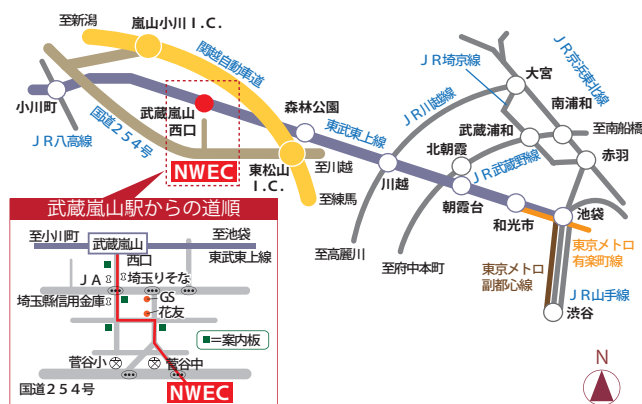 至新潟
嵐山小川I.C.
関越自動車道
小川町
JR八高線
国道254号
武蔵嵐山
西口
NWEC
森林公園
東武東上線
東松山
I.C.
至川越
至練馬
JR川越線
川越
至高麗川
JR埼京線
JR京浜東北線
大宮
南浦和
武蔵浦和
至南船橋
北朝霞
JR武蔵野線
赤羽
朝霞台
和光市
池袋
至府中本町
東京メトロ
副都心線
東京メトロ
有楽町線
JR山手線
渋谷
N
武蔵嵐山駅からの道順
至小川町
武蔵嵐山
至池袋
東武東上線
西口
JA
埼玉りそな
埼玉縣信用金庫
GS
花友
■=案内板
菅谷小
菅谷中
国道254号
NWEC